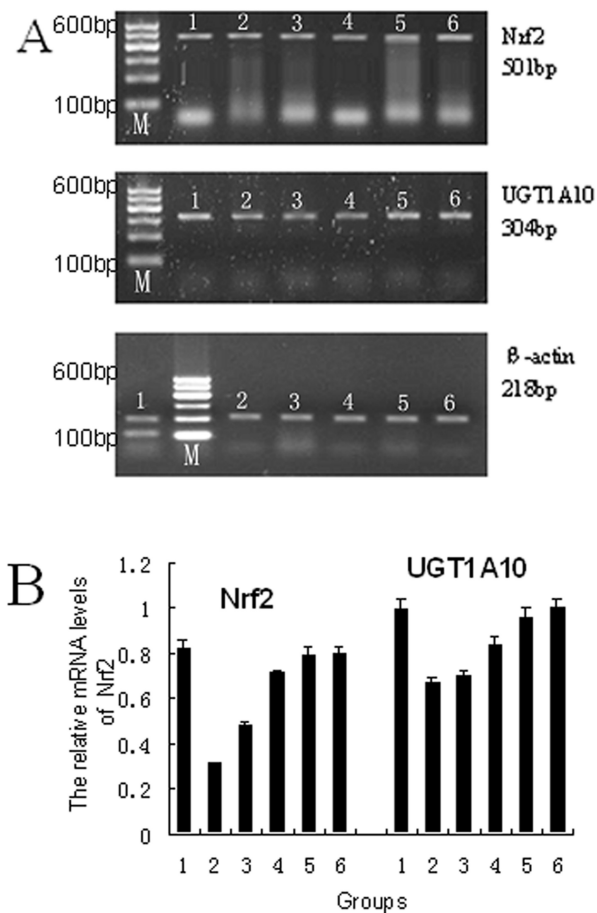 A
600bp
1 2 3 4 5 6
Nrf2
501bp
100bp
M
600bp
1 2 3 4 5 6
UGT1A10
304bp
100bp
M
600bp
1 2 3 4 5 6
β-actin
218bp
100bp
M
B
The relative mRNA levels
of Nrf2
1.2
1
0.8
0.6
0.4
0.2
0
Nrf2
UGT1A10
1 2 3 4 5 6 1 2 3 4 5 6
Groups